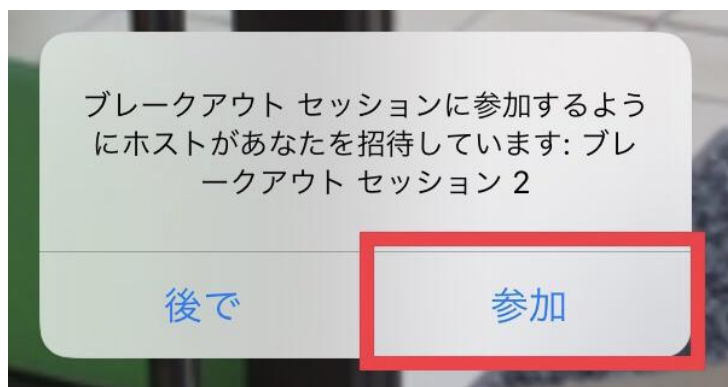 ブレークアウト セッションに参加するよう
にホストがあなたを招待しています: ブレ
ークアウト セッション 2
後で
参加